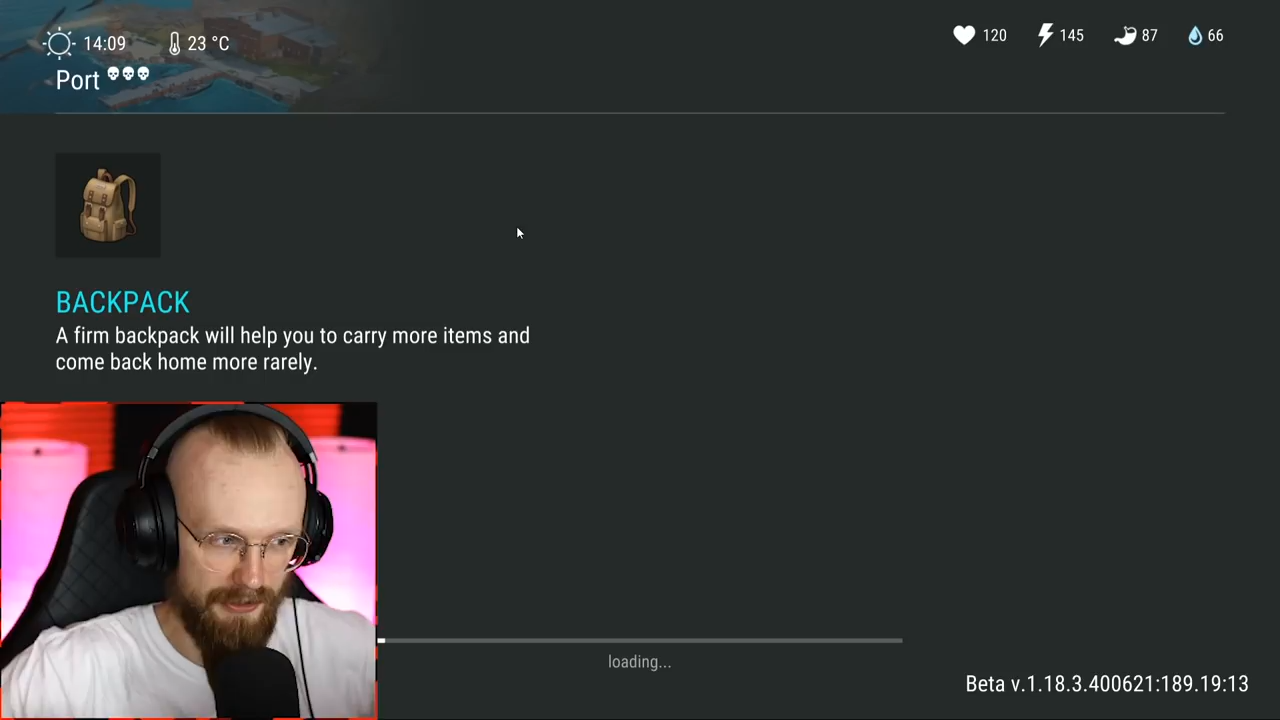 14:09 23 °C
Port
120 145 87 66
BACKPACK
A firm backpack will help you to carry more items and
come back home more rarely.
loading...
Beta v.1.18.3.400621:189.19:13